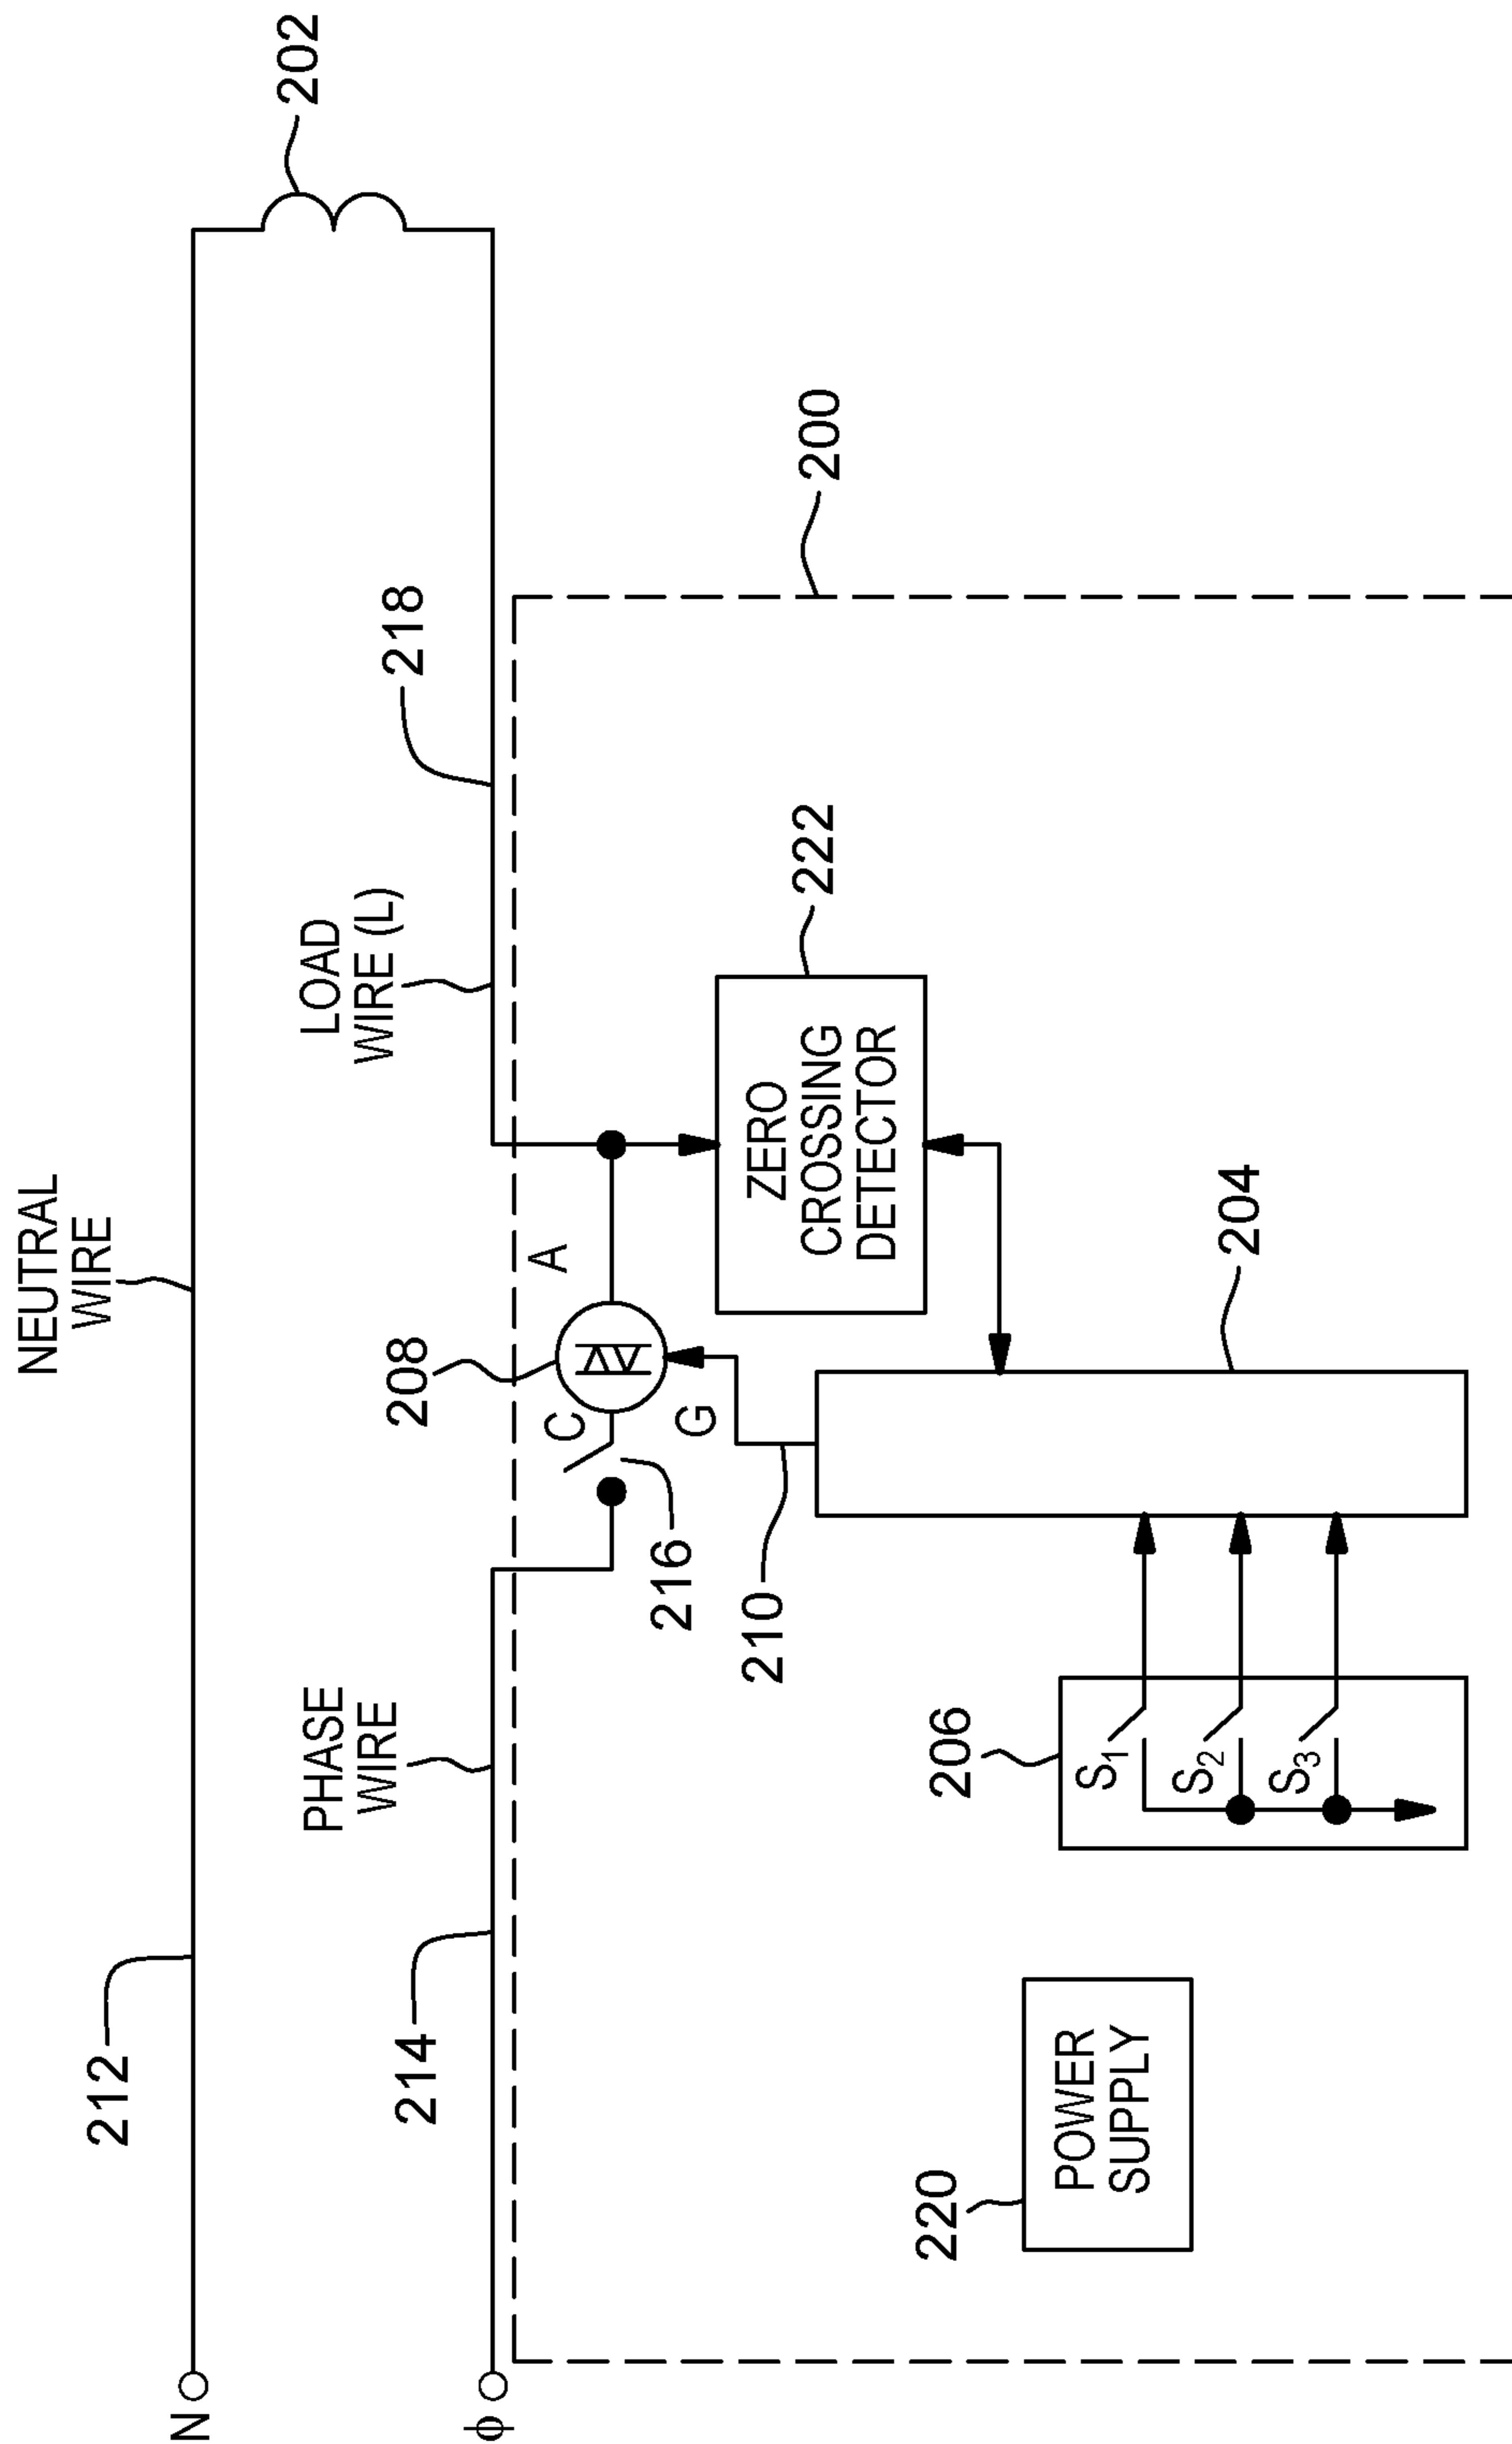 NEUTRAL
WIRE
212
202
N
PHASE
WIRE
LOAD
WIRE (L)
214
218
ϕ
208
C
A
G
216
210
200
222
ZERO
CROSSING
DETECTOR
204
206
S1
S2
S3
220
POWER
SUPPLY